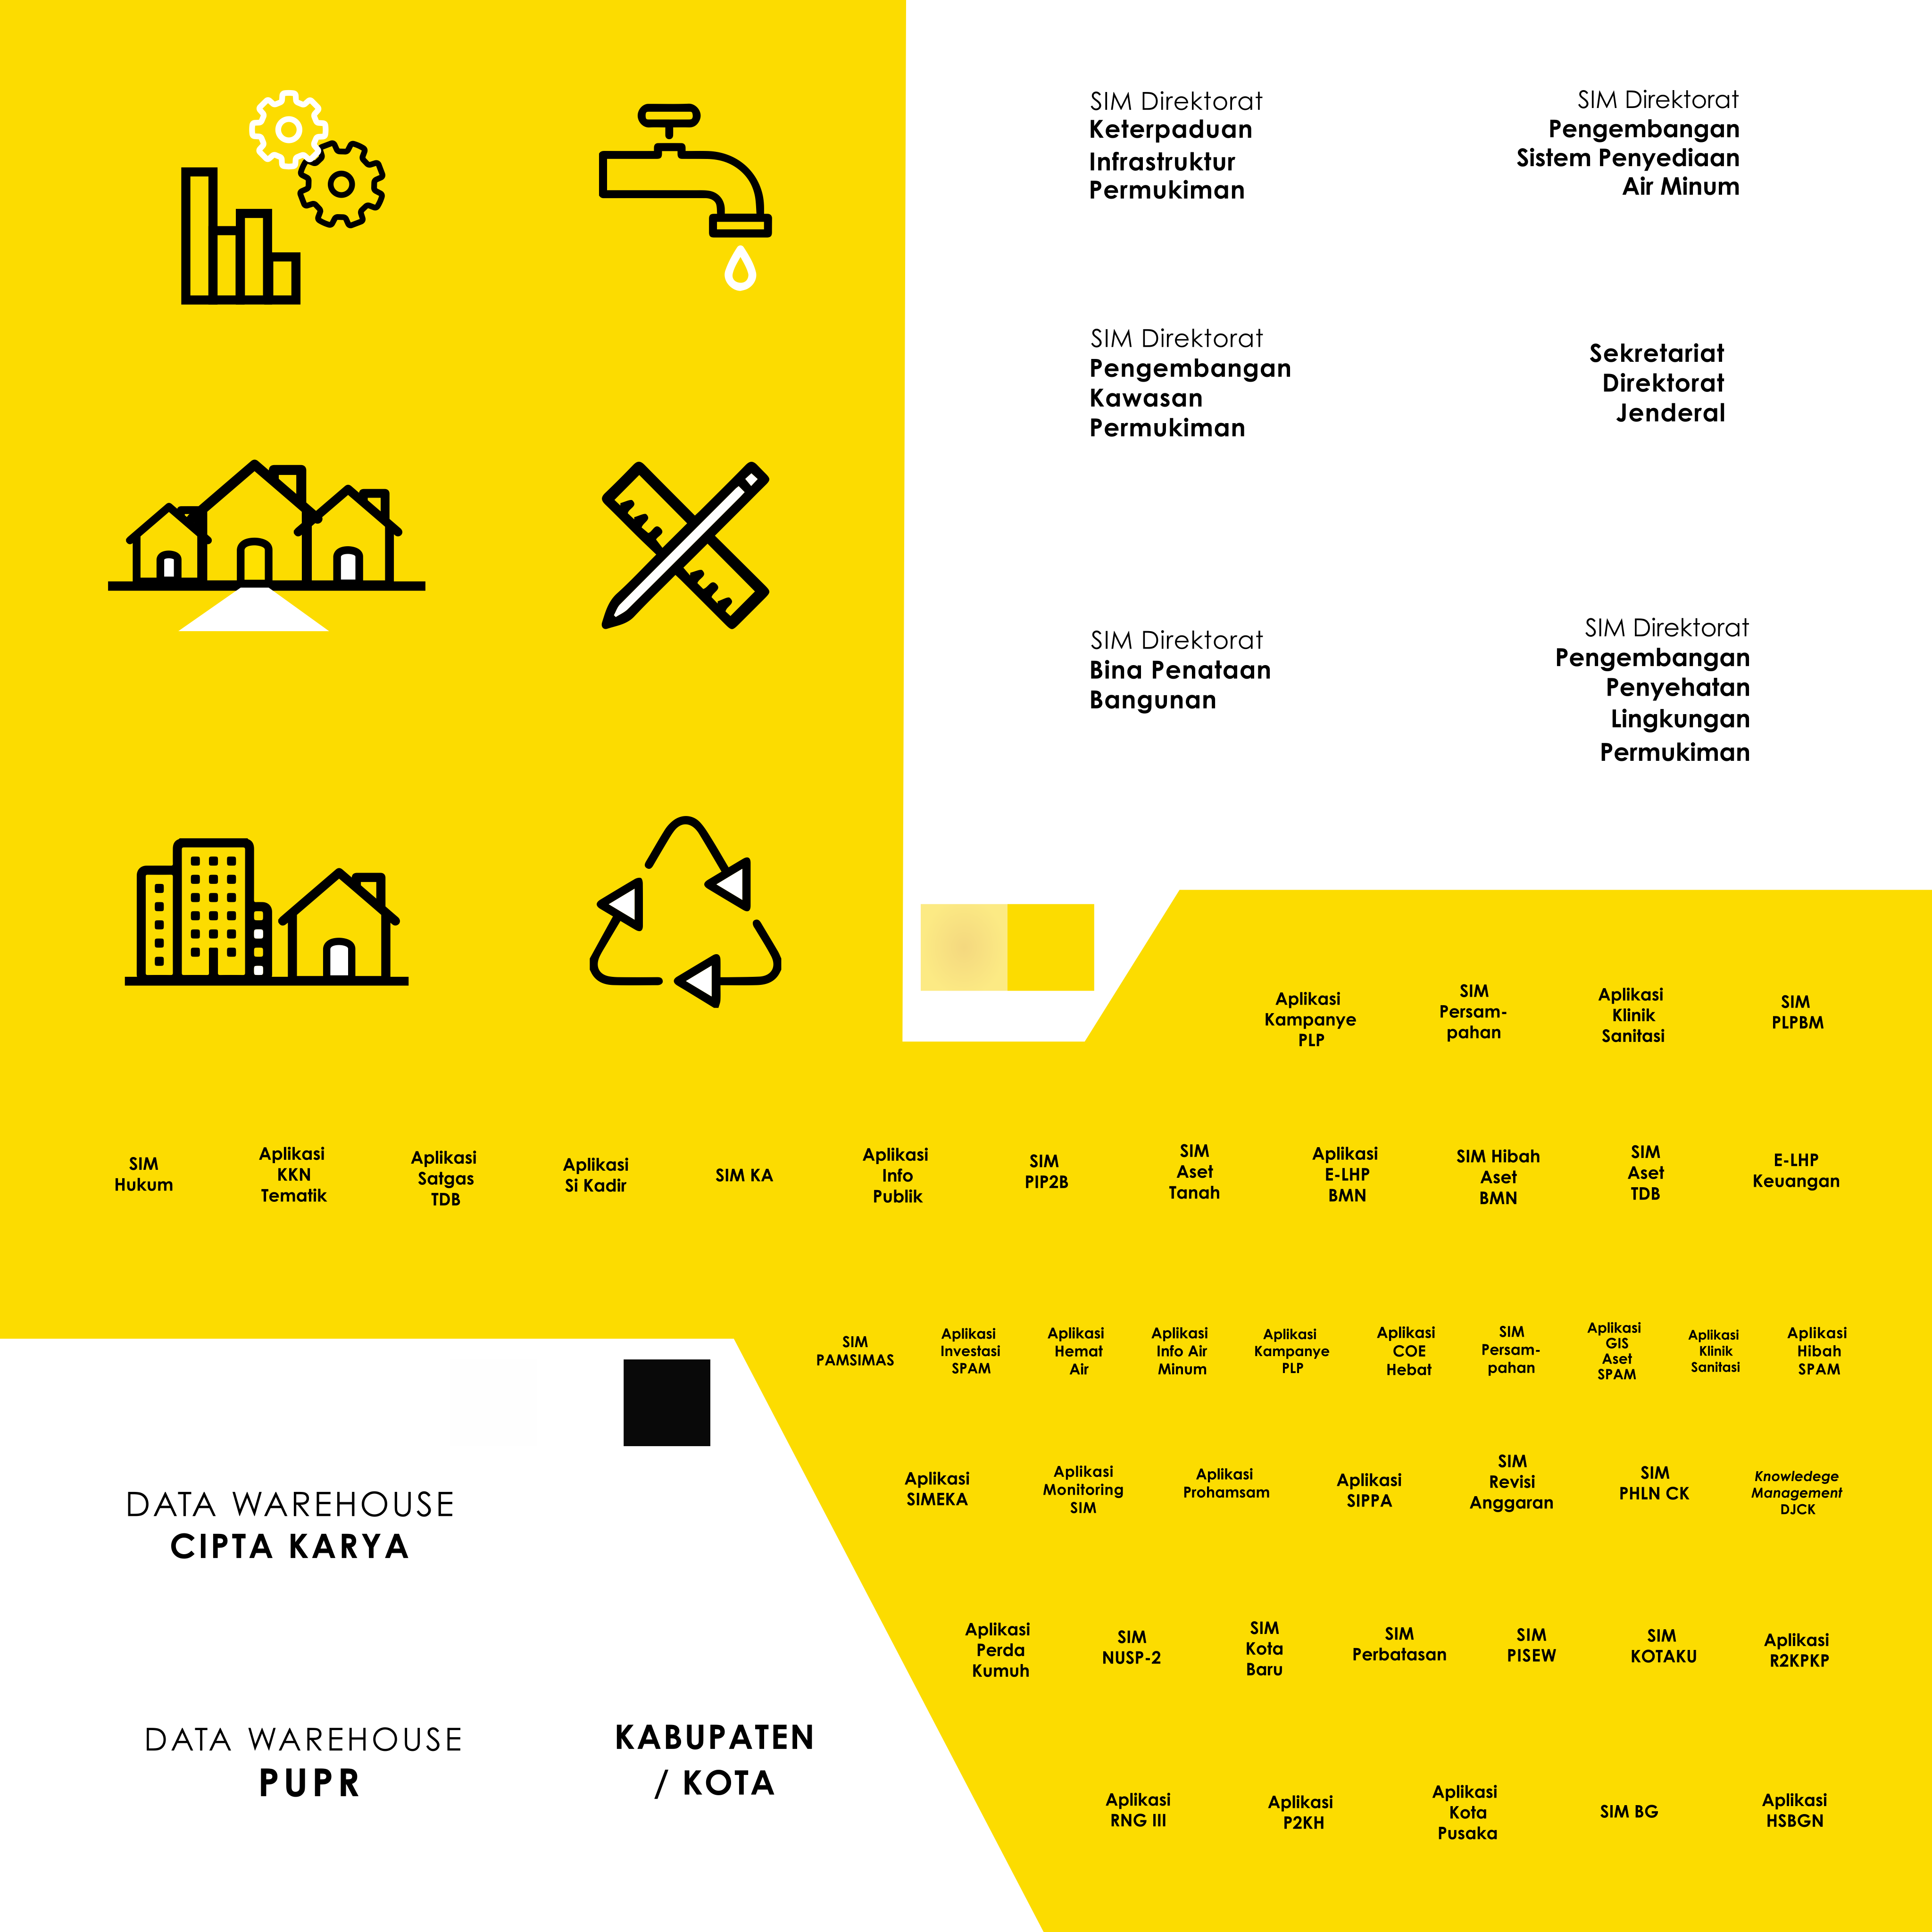 SIM Direktorat
Keterpaduan
Infrastruktur
Permukiman
SIM Direktorat
Pengembangan
Sistem Penyediaan
Air Minum
SIM Direktorat
Pengembangan
Kawasan
Permukiman
Sekretariat
Direktorat
Jenderal
SIM Direktorat
Bina Penataan
Bangunan
SIM Direktorat
Pengembangan
Penyehatan
Lingkungan
Permukiman
Aplikasi
Kampanye
PLP
SIM
Persam-
pahan
Aplikasi
Klinik
Sanitasi
SIM
PLPBM
SIM
Hukum
Aplikasi
KKN
Tematik
Aplikasi
Satgas
TDB
Aplikasi
Si Kadir
SIM KA
Aplikasi
Info
Publik
SIM
PIP2B
SIM
Aset
Tanah
Aplikasi
E-LHP
BMN
SIM Hibah
Aset
BMN
SIM
Aset
TDB
E-LHP
Keuangan
SIM
PAMSIMAS
Aplikasi
Investasi
SPAM
Aplikasi
Hemat
Air
Aplikasi
Info Air
Minum
Aplikasi
Kampanye
PLP
Aplikasi
COE
Hebat
SIM
Persam-
pahan
Aplikasi
GIS
Aset
SPAM
Aplikasi
Klinik
Sanitasi
Aplikasi
Hibah
SPAM
Aplikasi
SIMEKA
Aplikasi
Monitoring
SIM
Aplikasi
Prohamsam
Aplikasi
SIPPA
SIM
Revisi
Anggaran
SIM
PHLN CK
Knowledege
Management
DJCK
DATA WAREHOUSE
CIPTA KARYA
Aplikasi
Perda
Kumuh
SIM
NUSP-2
SIM
Kota
Baru
SIM
Perbatasan
SIM
PISEW
SIM
KOTAKU
Aplikasi
R2KPKP
DATA WAREHOUSE
PUPR
KABUPATEN
/ KOTA
Aplikasi
RNG III
Aplikasi
P2KH
Aplikasi
Kota
Pusaka
SIM BG
Aplikasi
HSBGN